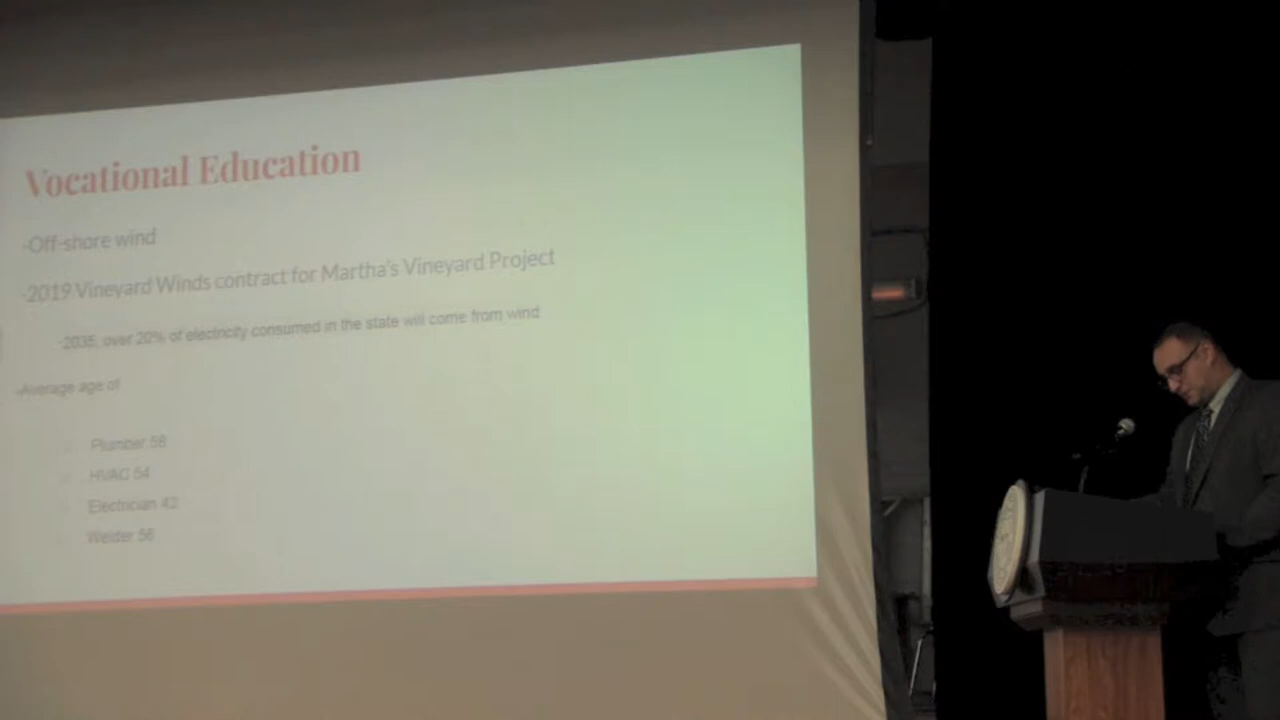 Vocational Education
-Off-shore wind
-2019 Vineyard Winds contract for Martha's Vineyard Project
-2035, over 20% of electricity consumed in the state will come from wind
-Average age of
Plumber 58
HVAC 54
Electrician 42
Welder 56